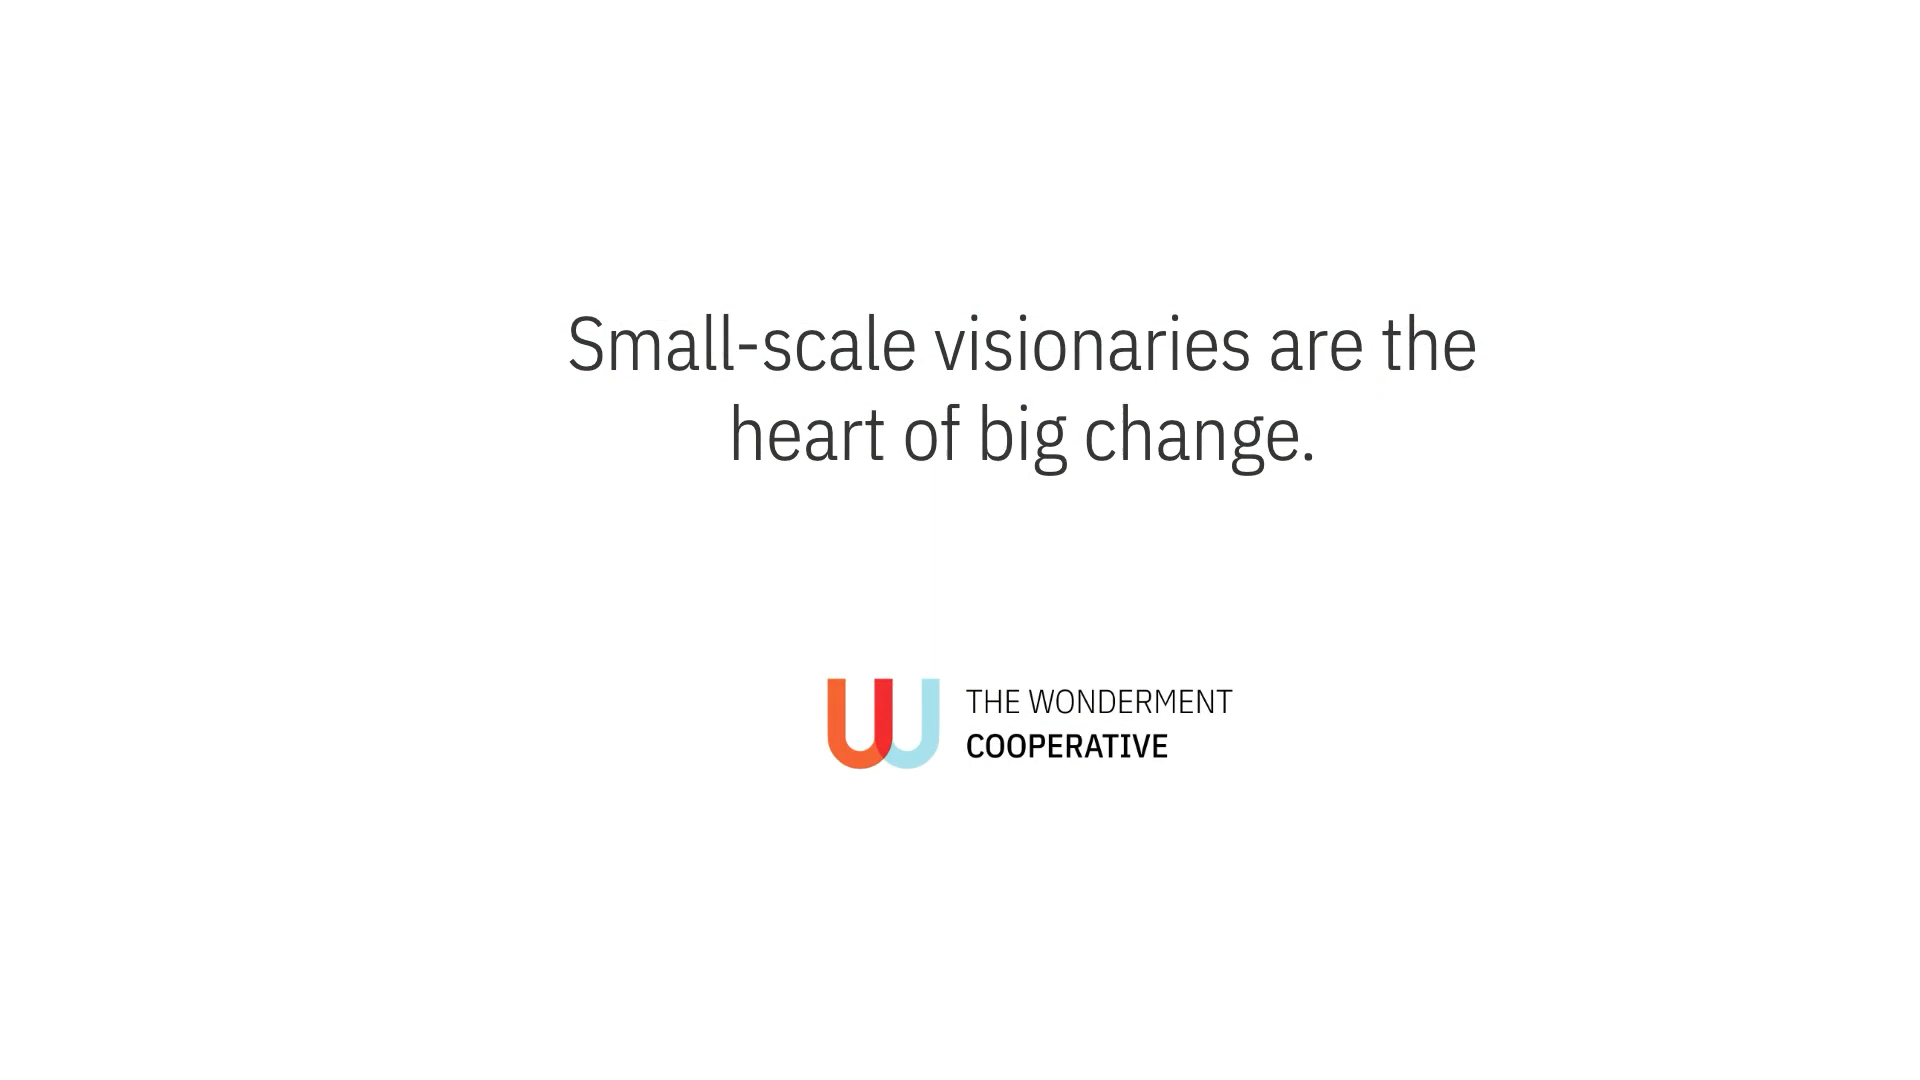 Small-scale visionaries are the
heart of big change.
THE WONDERMENT
COOPERATIVE